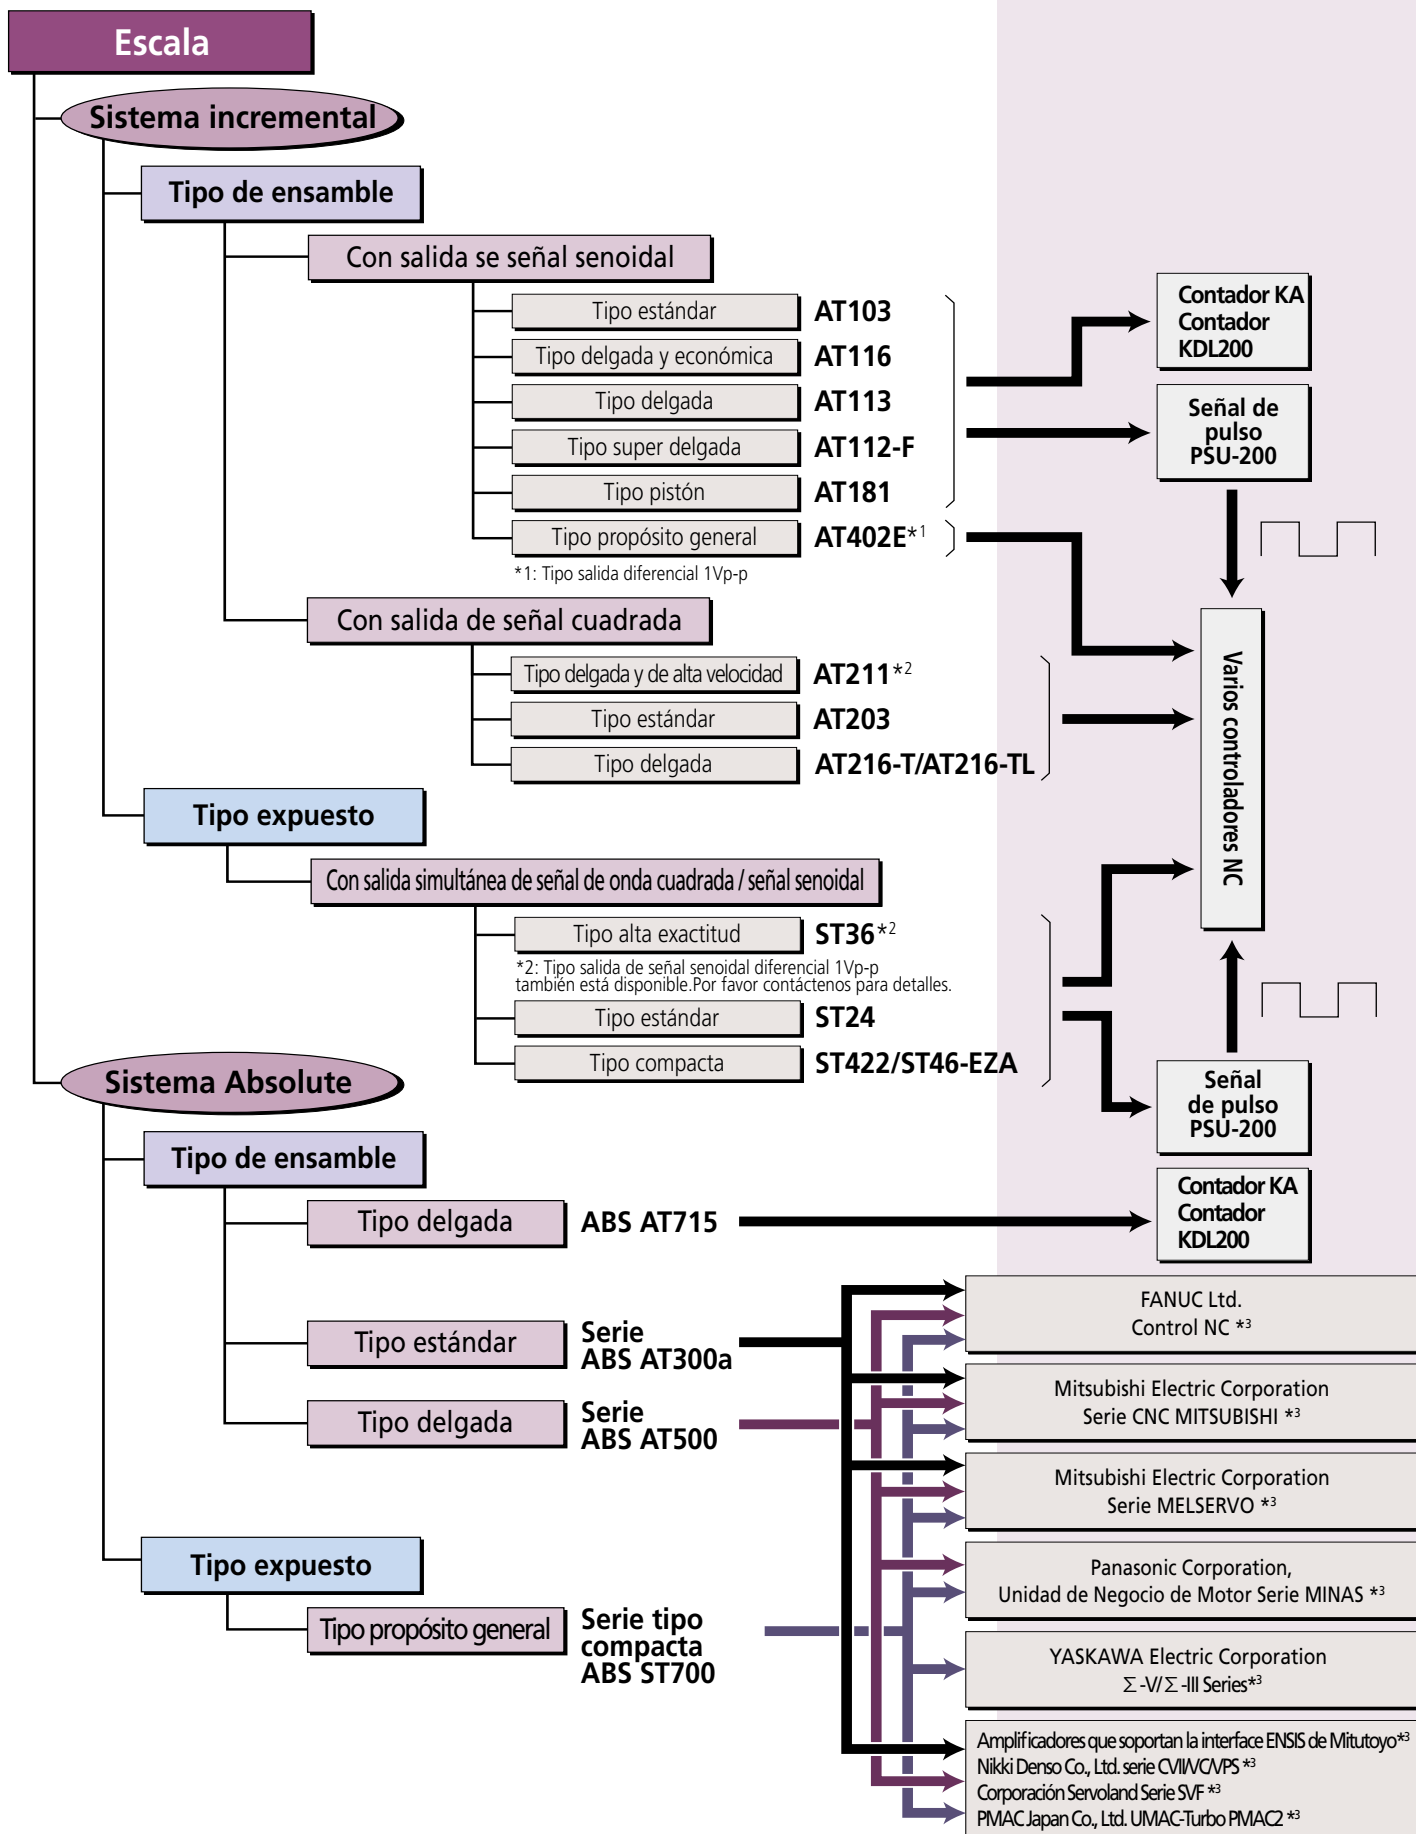 Escala
Sistema incremental
Tipo de ensamble
Con salida se señal senoidal
Tipo estándar AT103
Tipo delgada y económica AT116
Tipo delgada AT113
Tipo super delgada AT112-F
Tipo pistón AT181
Tipo propósito general AT402E*1
*1: Tipo salida diferencial 1Vp-p
Contador KA
Contador
KDL200
Señal de
pulso
PSU-200
Con salida de señal cuadrada
Tipo delgada y de alta velocidad AT211*2
Tipo estándar AT203
Tipo delgada AT216-T/AT216-TL
Varios controladores NC
Tipo expuesto
Con salida simultánea de señal de onda cuadrada / señal senoidal
Tipo alta exactitud ST36*2
*2: Tipo salida de señal senoidal diferencial 1Vp-p
también está disponible.Por favor contáctenos para detalles.
Tipo estándar ST24
Tipo compacta ST422/ST46-EZA
Señal
de pulso
PSU-200
Sistema Absolute
Tipo de ensamble
Tipo delgada ABS AT715
Contador KA
Contador
KDL200
Tipo estándar
Serie
ABS AT300a
Tipo delgada
Serie
ABS AT500
Tipo expuesto
Tipo propósito general
Serie tipo
compacta
ABS ST700
FANUC Ltd.
Control NC *3
Mitsubishi Electric Corporation
Serie CNC MITSUBISHI *3
Mitsubishi Electric Corporation
Serie MELSERVO *3
Panasonic Corporation,
Unidad de Negocio de Motor Serie MINAS *3
YASKAWA Electric Corporation
Σ-V/Σ-III Series*3
Amplificadores que soportan la interface ENSIS de Mitutoyo*3
Nikki Denso Co., Ltd. serie CVII/VC/VPS *3
Corporación Servoland Serie SVF *3
PMAC Japan Co., Ltd. UMAC-Turbo PMAC2 *3